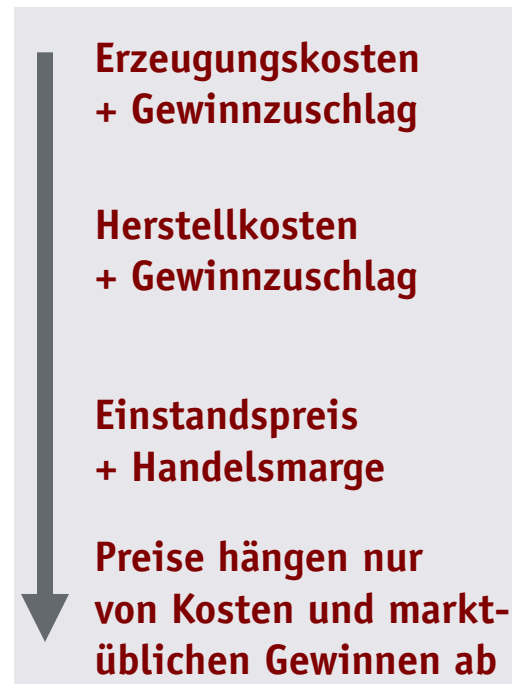 Erzeugungskosten
+ Gewinnzuschlag
Herstellkosten
+ Gewinnzuschlag
Einstandspreis
+ Handelsmarge
Preise hängen nur
von Kosten und markt-
üblichen Gewinnen ab